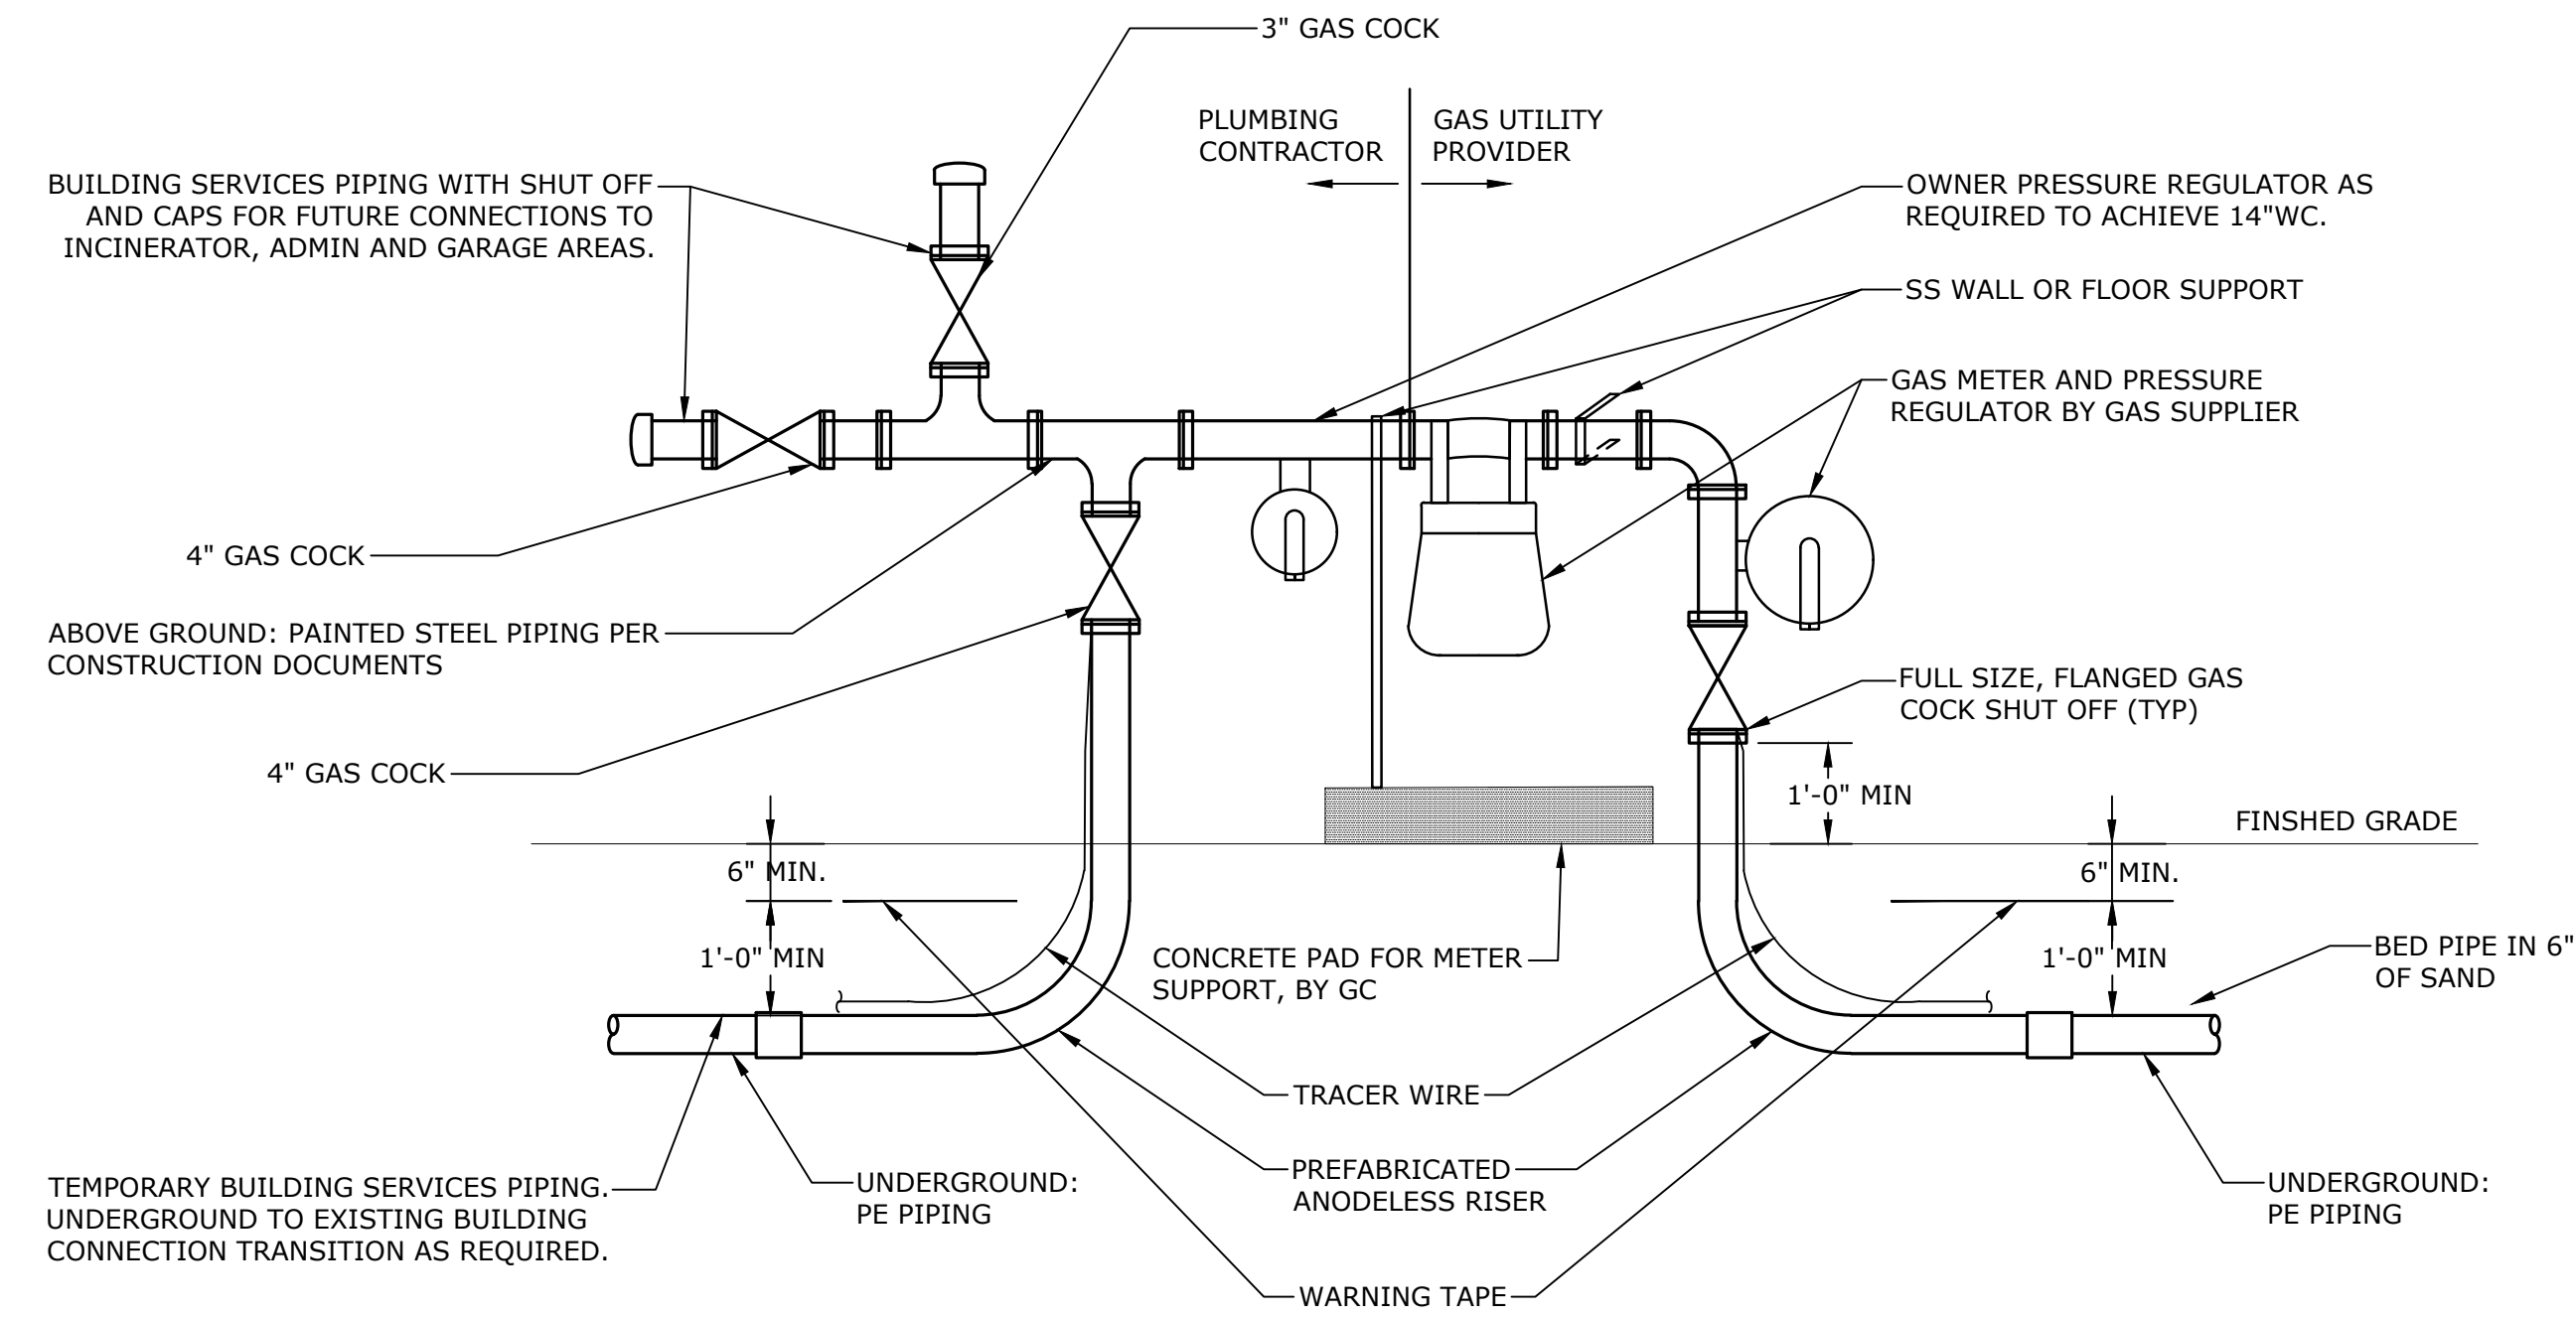 3" GAS COCK
PLUMBING
CONTRACTOR
GAS UTILITY
PROVIDER
BUILDING SERVICES PIPING WITH SHUT OFF
AND CAPS FOR FUTURE CONNECTIONS TO
INCINERATOR, ADMIN AND GARAGE AREAS.
OWNER PRESSURE REGULATOR AS
REQUIRED TO ACHIEVE 14"WC.
SS WALL OR FLOOR SUPPORT
GAS METER AND PRESSURE
REGULATOR BY GAS SUPPLIER
4" GAS COCK
ABOVE GROUND: PAINTED STEEL PIPING PER
CONSTRUCTION DOCUMENTS
FULL SIZE, FLANGED GAS
COCK SHUT OFF (TYP)
4" GAS COCK
1'-0" MIN
FINSHED GRADE
6" MIN.
6" MIN.
1'-0" MIN
CONCRETE PAD FOR METER
SUPPORT, BY GC
1'-0" MIN
BED PIPE IN 6"
OF SAND
TRACER WIRE
PREFABRICATED
ANODELESS RISER
TEMPORARY BUILDING SERVICES PIPING.
UNDERGROUND TO EXISTING BUILDING
CONNECTION TRANSITION AS REQUIRED.
UNDERGROUND:
PE PIPING
UNDERGROUND:
PE PIPING
WARNING TAPE